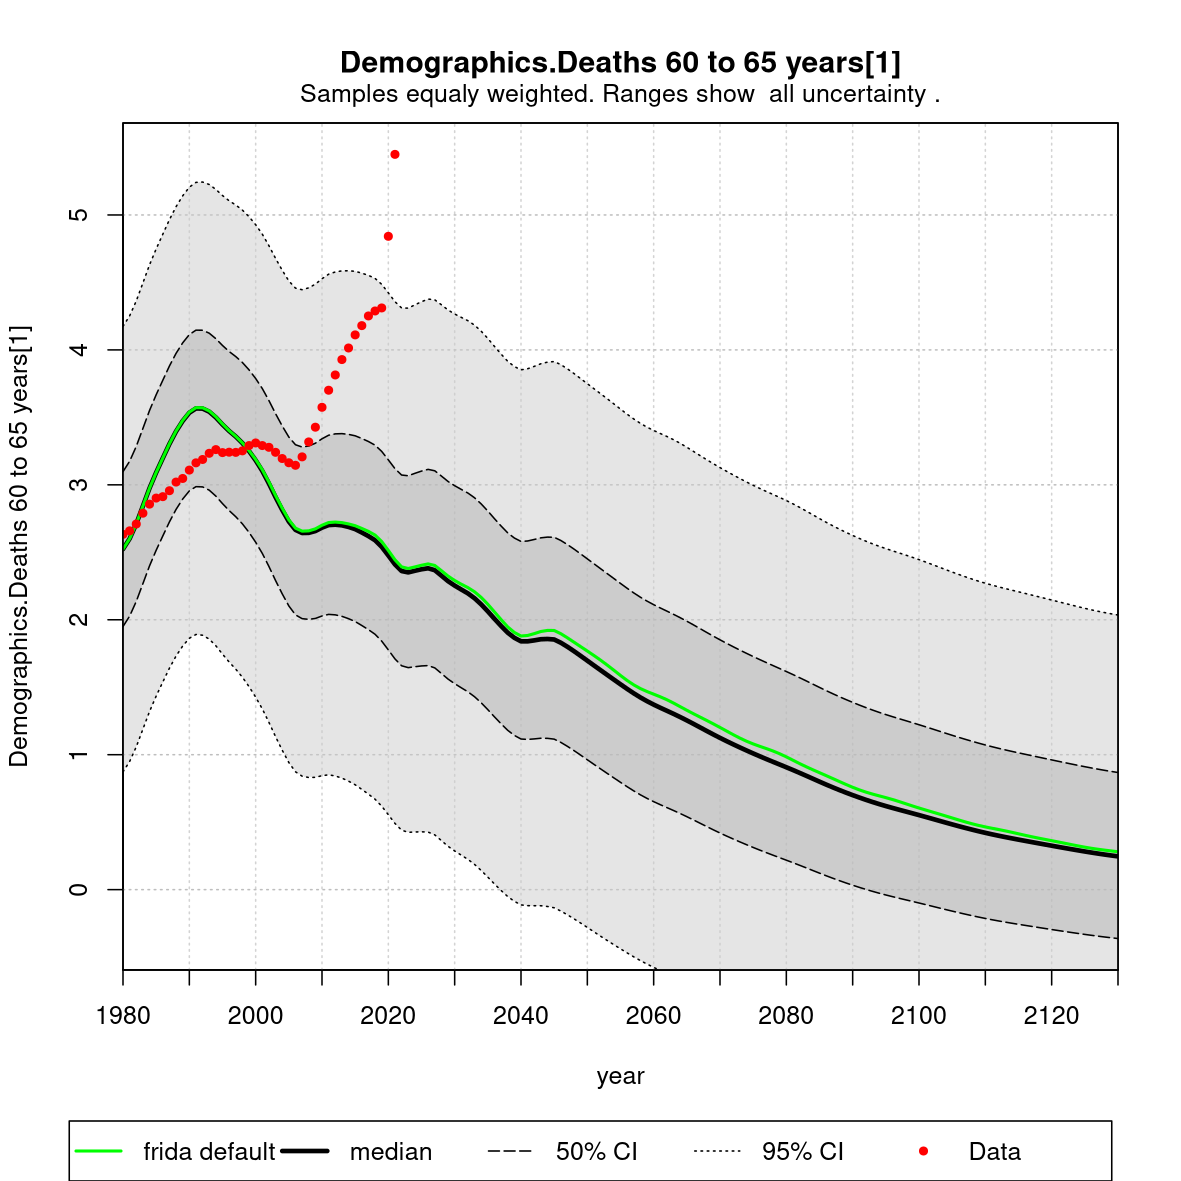 Demographics.Deaths 60 to 65 years[1]
Samples equaly weighted. Ranges show  all uncertainty .
Demographics.Deaths 60 to 65 years[1]
5
4
3
2
1
0
1980 2000 2020 2040 2060 2080 2100 2120
year
frida default median 50% CI 95% CI Data